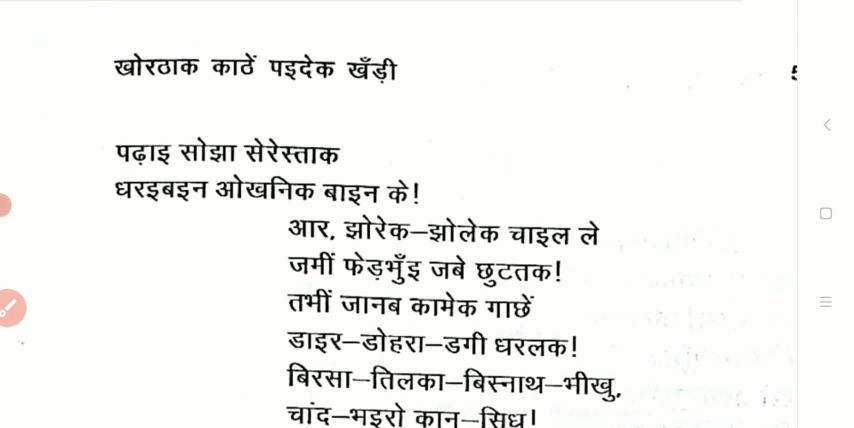 खोरठाक काठें पइदेक खँड़ी
पढ़ाइ सोझा सेरेस्ताक
धरइबइन ओखनिक बाइन के!
आर, झोरेक–झोलेक चाइल ले
जमीं फेड़भुँइ जबे छुटतक!
तभीं जानब कामेक गाछें
डाइर–डोहरा–डगी धरलक!
बिरसा–तिलका–बिस्नाथ–भीखु,
चांद–भइरो कान–सिधु!